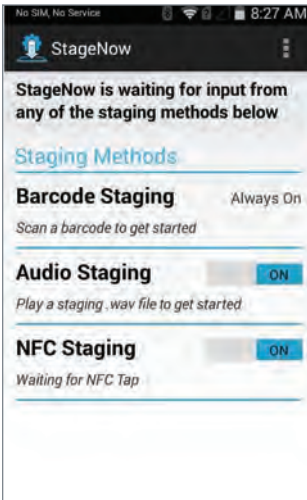 No SIM, No Service 8:27 AM
StageNow
StageNow is waiting for input from
any of the staging methods below
Staging Methods
Barcode Staging Always On
Scan a barcode to get started
Audio Staging ON
Play a staging .wav file to get started
NFC Staging ON
Waiting for NFC Tap